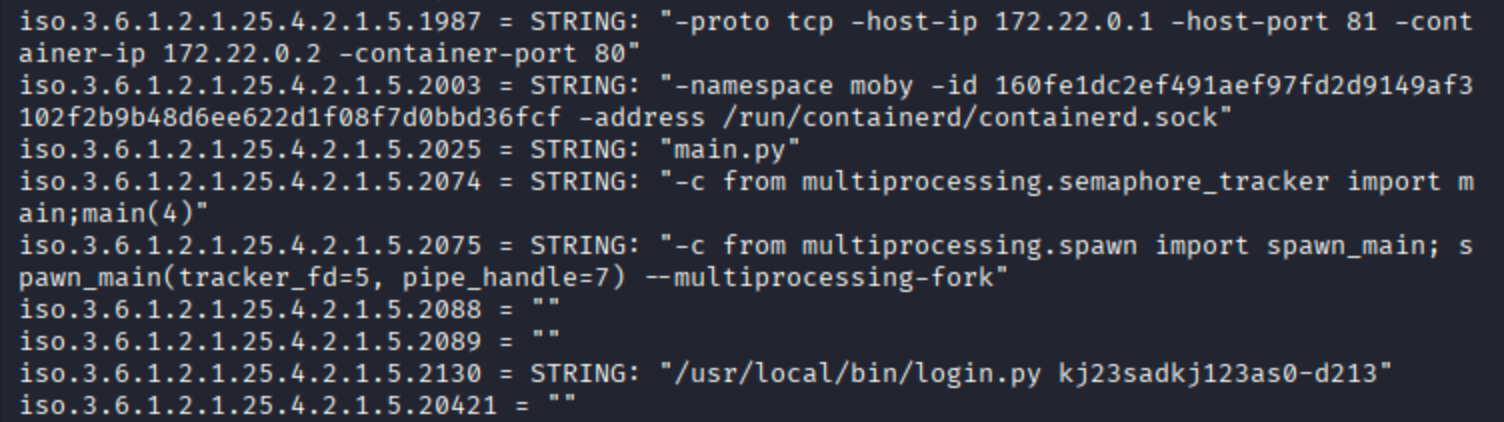 iso.3.6.1.2.1.25.4.2.1.5.1987 = STRING: "-proto tcp -host-ip 172.22.0.1 -host-port 81 -cont
ainer-ip 172.22.0.2 -container-port 80"
iso.3.6.1.2.1.25.4.2.1.5.2003 = STRING: "-namespace moby -id 160fe1dc2ef491aef97fd2d9149af3
102f2b9b48d6ee622d1f08f7d0bbd36fcf -address /run/containerd/containerd.sock"
iso.3.6.1.2.1.25.4.2.1.5.2025 = STRING: "main.py"
iso.3.6.1.2.1.25.4.2.1.5.2074 = STRING: "-c from multiprocessing.semaphore_tracker import m
ain;main(4)"
iso.3.6.1.2.1.25.4.2.1.5.2075 = STRING: "-c from multiprocessing.spawn import spawn_main; s
pawn_main(tracker_fd=5, pipe_handle=7) --multiprocessing-fork"
iso.3.6.1.2.1.25.4.2.1.5.2088 = ""
iso.3.6.1.2.1.25.4.2.1.5.2089 = ""
iso.3.6.1.2.1.25.4.2.1.5.2130 = STRING: "/usr/local/bin/login.py kj23sadkj123as0-d213"
iso.3.6.1.2.1.25.4.2.1.5.20421 = ""